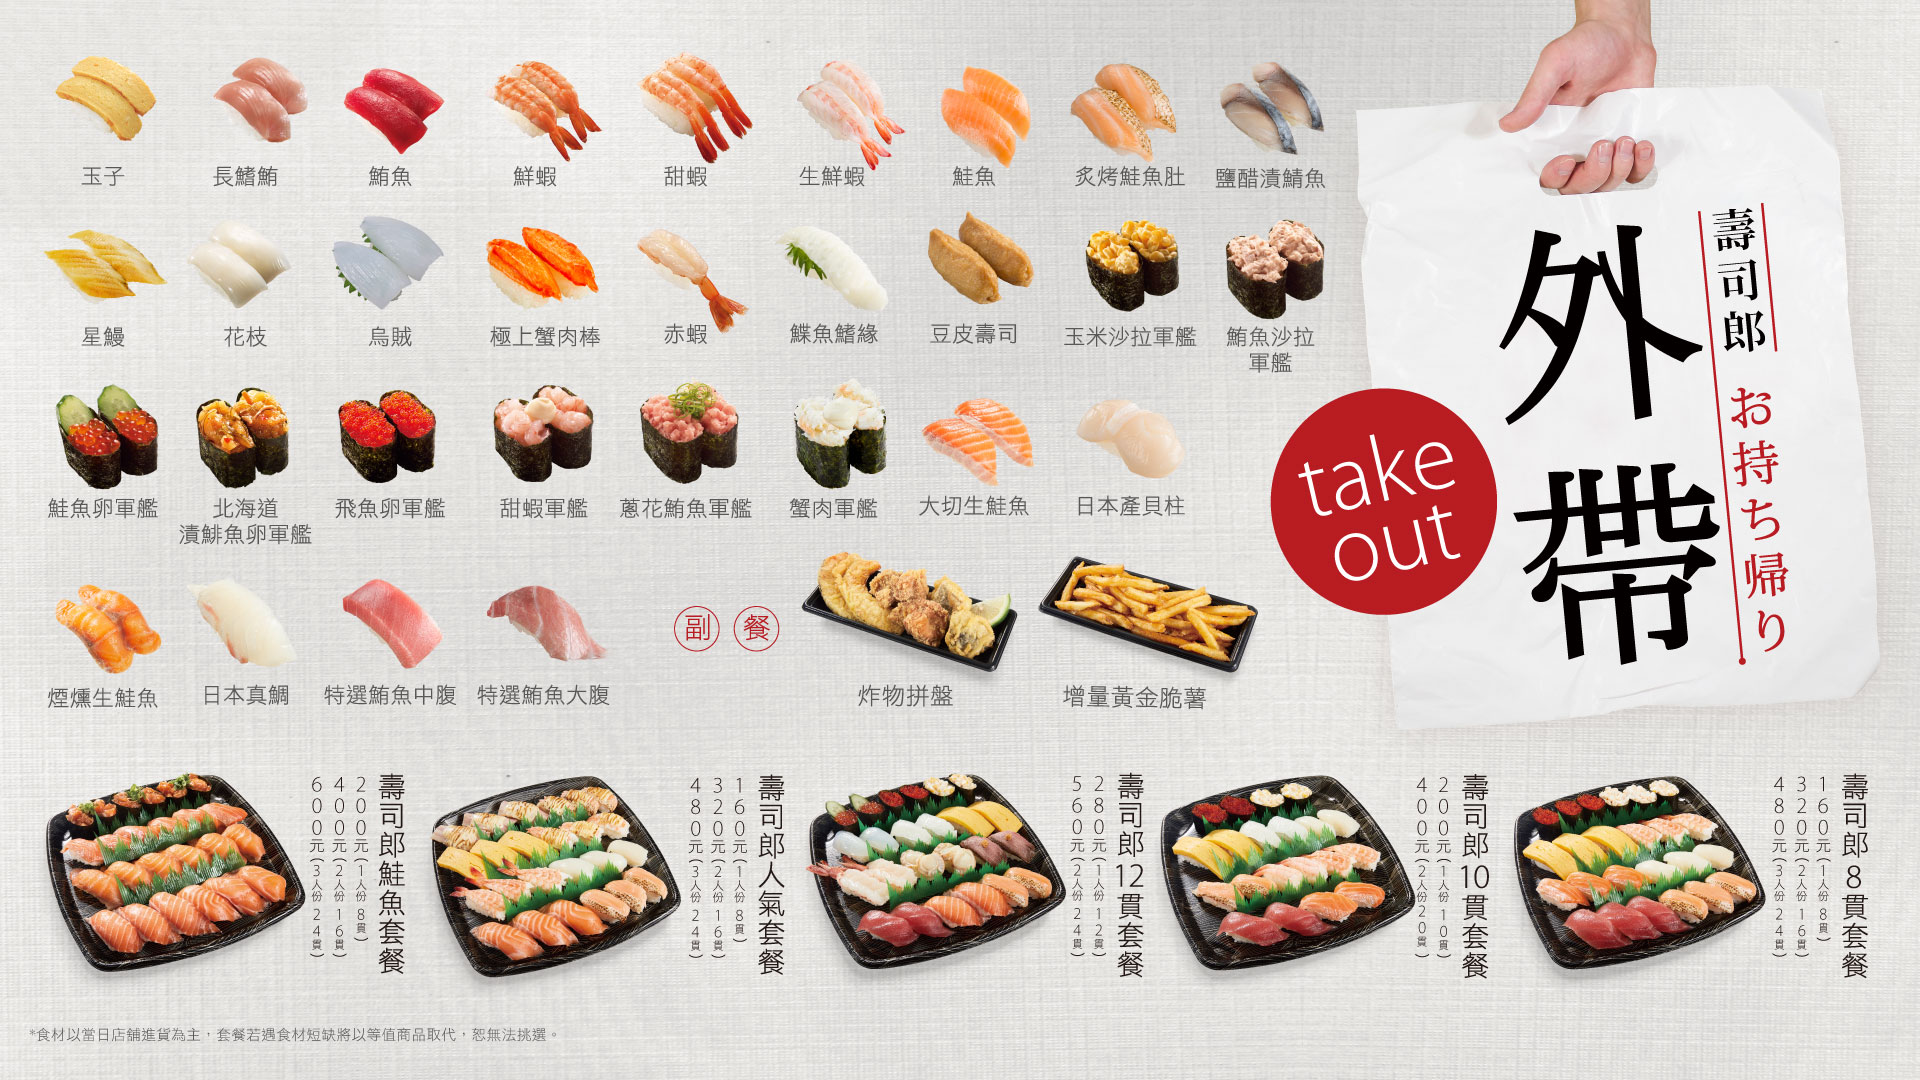 玉子
長鰭鮪
鮪魚
鮮蝦
甜蝦
生鮮蝦
鮭魚
炙烤鮭魚肚
鹽醋漬鯖魚
星鰻
花枝
烏賊
極上蟹肉棒
赤蝦
鰈魚鰭緣
豆皮壽司
玉米沙拉軍艦
鮪魚沙拉
軍艦
鮭魚卵軍艦
北海道
漬鯡魚卵軍艦
飛魚卵軍艦
甜蝦軍艦
蔥花鮪魚軍艦
蟹肉軍艦
大切生鮭魚
日本產貝柱
煙燻生鮭魚
日本真鯛
特選鮪魚中腹
特選鮪魚大腹
副餐
炸物拼盤
增量黃金脆薯
壽司郎 お持ち帰り
外帶
take
out
壽司郎鮭魚套餐
200元(1人份 8貫)
400元(2人份 16貫)
600元(3人份 24貫)
壽司郎人氣套餐
160元(1人份 8貫)
320元(2人份 16貫)
480元(3人份 24貫)
壽司郎12貫套餐
280元(1人份 12貫)
560元(2人份 24貫)
壽司郎10貫套餐
200元(1人份 10貫)
400元(2人份 20貫)
壽司郎8貫套餐
160元(1人份 8貫)
320元(2人份 16貫)
480元(3人份 24貫)
*食材以當日店舖進貨為主，套餐若遇食材短缺將以等值商品取代，恕無法挑選。